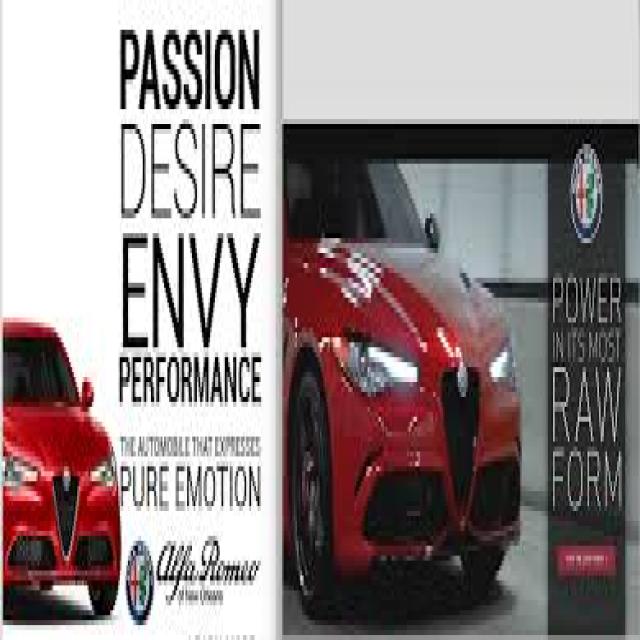 PASSION
DESIRE
ENVY
PERFORMANCE
THE AUTOMOBILE THAT EXPRESSES
PURE EMOTION
Alfa Romeo
POWER
IN ITS MOST
RAW
FORM